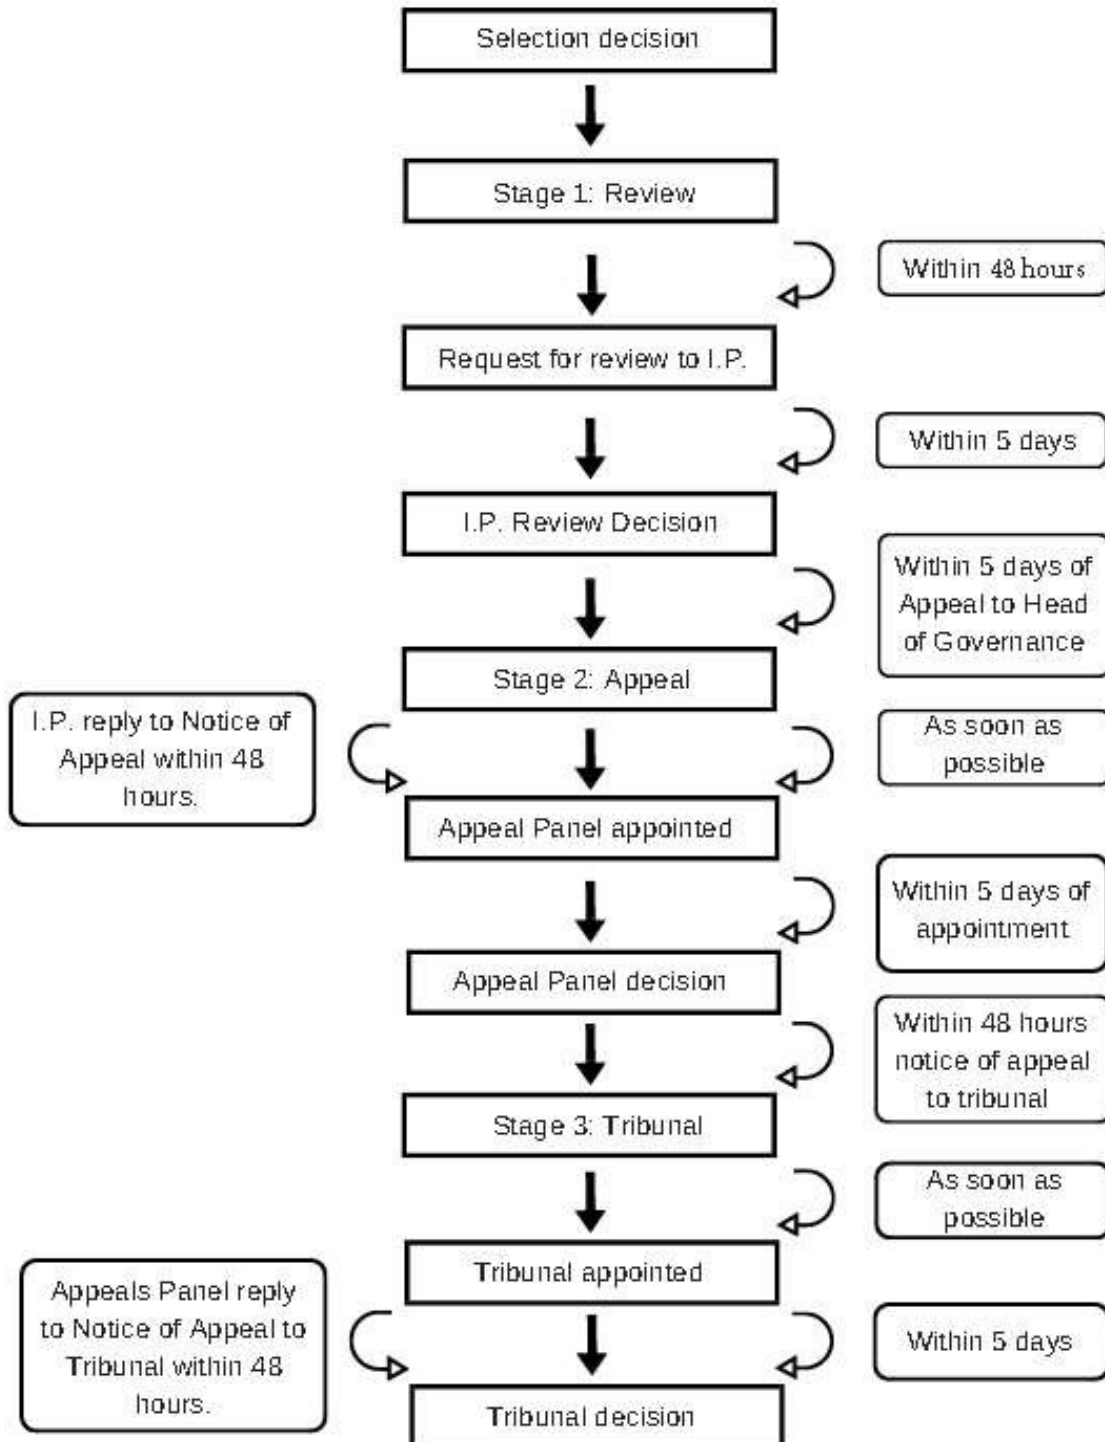 Selection decision
Stage 1: Review
Within 48 hours
Request for review to I.P.
Within 5 days
I.P. Review Decision
Within 5 days of
Appeal to Head
of Governance
Stage 2: Appeal
I.P. reply to Notice of
Appeal within 48
hours.
As soon as
possible
Appeal Panel appointed
Within 5 days of
appointment
Appeal Panel decision
Within 48 hours
notice of appeal
to tribunal
Stage 3: Tribunal
As soon as
possible
Tribunal appointed
Appeals Panel reply
to Notice of Appeal to
Tribunal within 48
hours.
Within 5 days
Tribunal decision